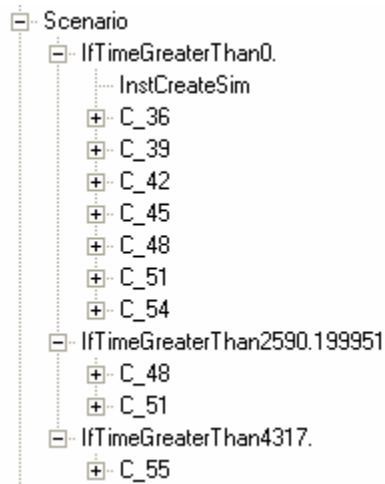 Scenario
IfTimeGreaterThan0.
InstCreateSim
C_36
C_39
C_42
C_45
C_48
C_51
C_54
IfTimeGreaterThan2590.199951
C_48
C_51
IfTimeGreaterThan4317.
C_55